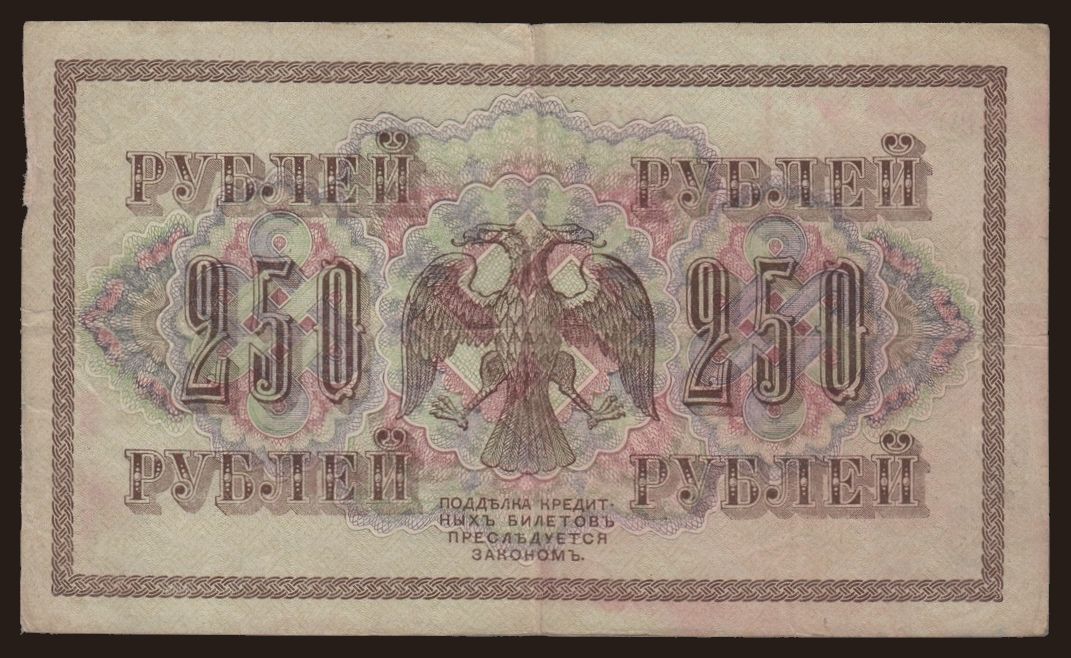 РУБЛЕЙ РУБЛЕЙ
250 250
РУБЛЕЙ РУБЛЕЙ
ПОДДѢЛКА КРЕДИТ-
НЫХЪ БИЛЕТОВЪ
ПРЕСЛѢДУЕТСЯ
ЗАКОНОМЪ.